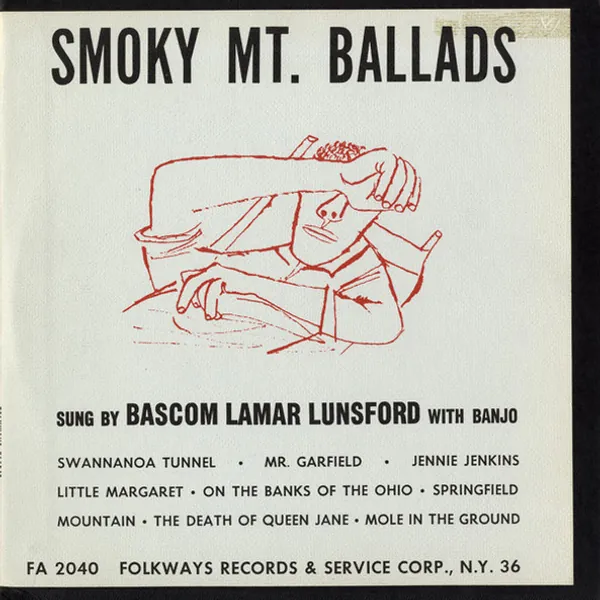 SMOKY MT. BALLADS
SUNG BY BASCOM LAMAR LUNSFORD WITH BANJO
SWANNANOA TUNNEL • MR. GARFIELD • JENNIE JENKINS
LITTLE MARGARET • ON THE BANKS OF THE OHIO • SPRINGFIELD
MOUNTAIN • THE DEATH OF QUEEN JANE • MOLE IN THE GROUND
FA 2040 FOLKWAYS RECORDS & SERVICE CORP., N.Y. 36